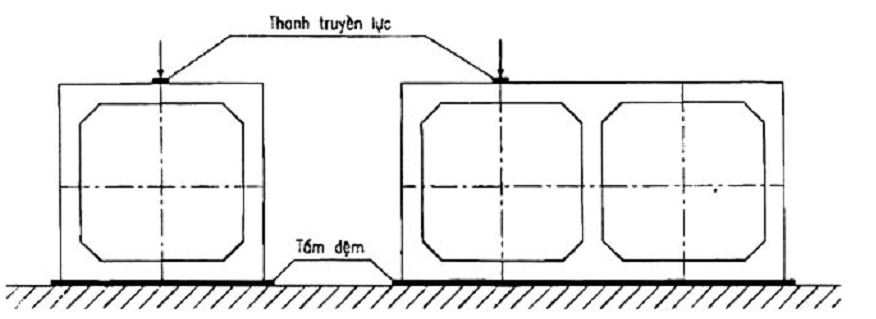 Thanh truyền lực
Tấm đệm